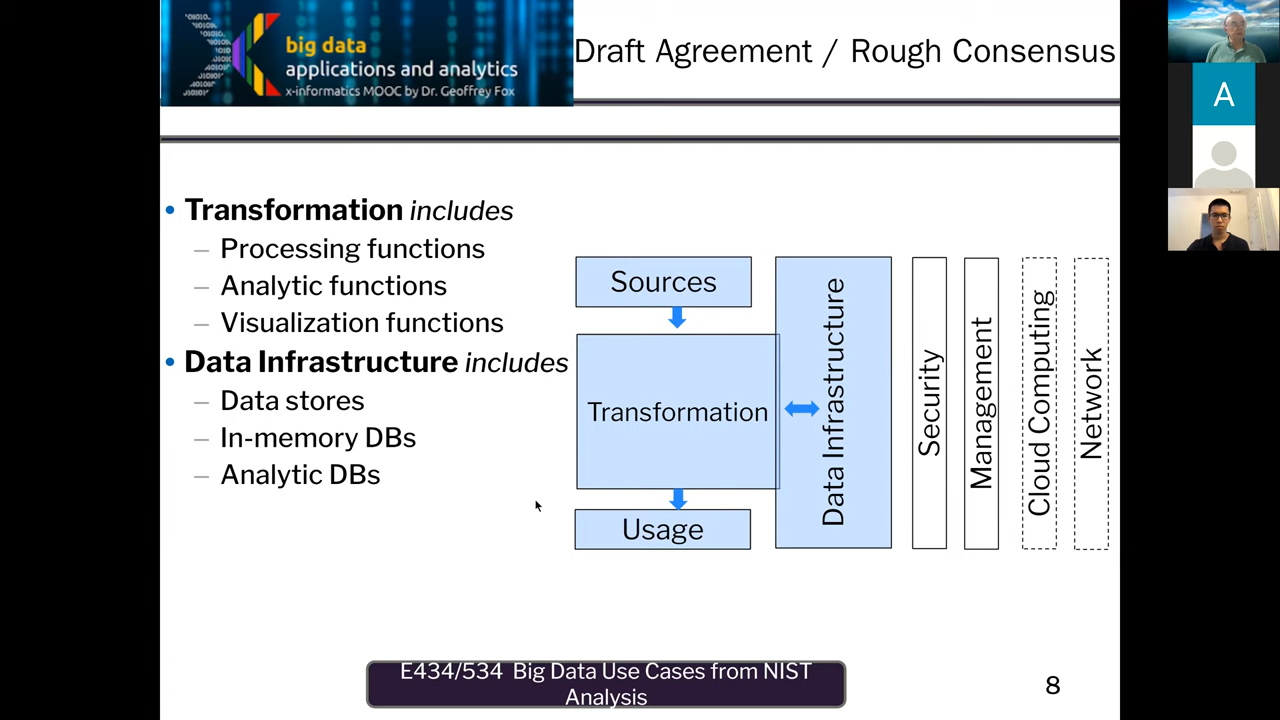 big data
applications and analytics
x-informatics MOOC by Dr. Geoffrey Fox
Draft Agreement / Rough Consensus
A
• Transformation includes
– Processing functions
– Analytic functions
– Visualization functions
• Data Infrastructure includes
– Data stores
– In-memory DBs
– Analytic DBs
Sources
Transformation
Usage
Data Infrastructure
Security
Management
Cloud Computing
Network
E434/534 Big Data Use Cases from NIST
Analysis
8